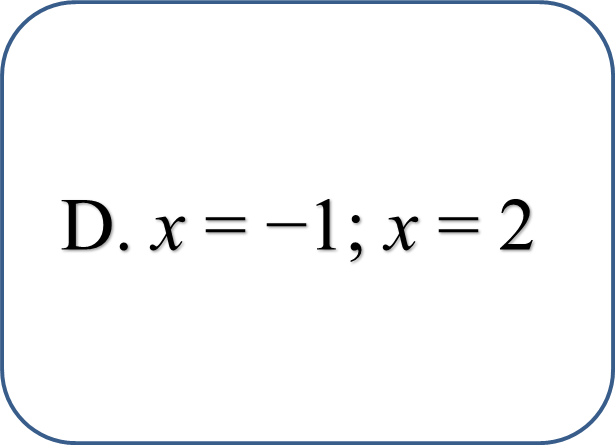 D. x = −1; x = 2